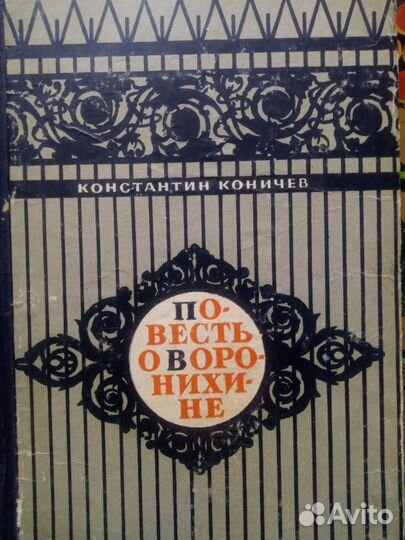 КОНСТАНТИН КОНИЧЕВ
ПО-
ВЕСТЬ
О ВОРО-
НИХИ-
НЕ
Avito